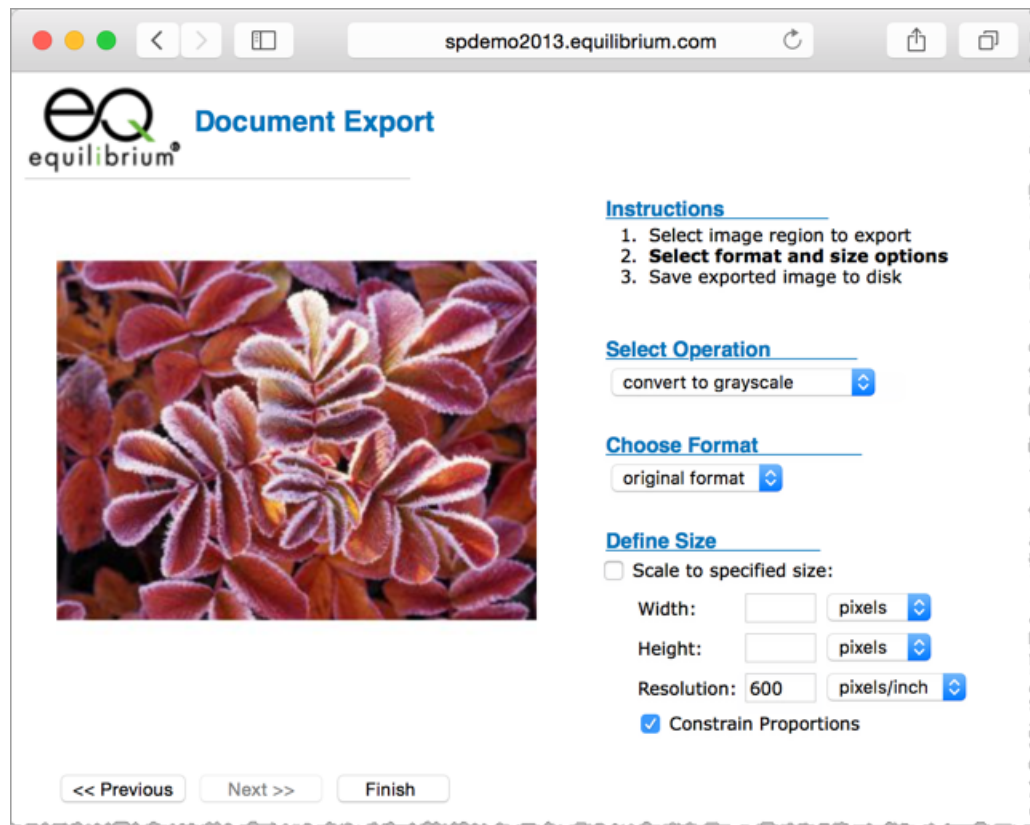 spdemo2013.equilibrium.com
eQ
equilibrium®
Document Export
Instructions
1. Select image region to export
2. Select format and size options
3. Save exported image to disk
Select Operation
convert to grayscale
Choose Format
original format
Define Size
Scale to specified size:
Width: pixels
Height: pixels
Resolution: 600 pixels/inch
Constrain Proportions
<< Previous Next >> Finish